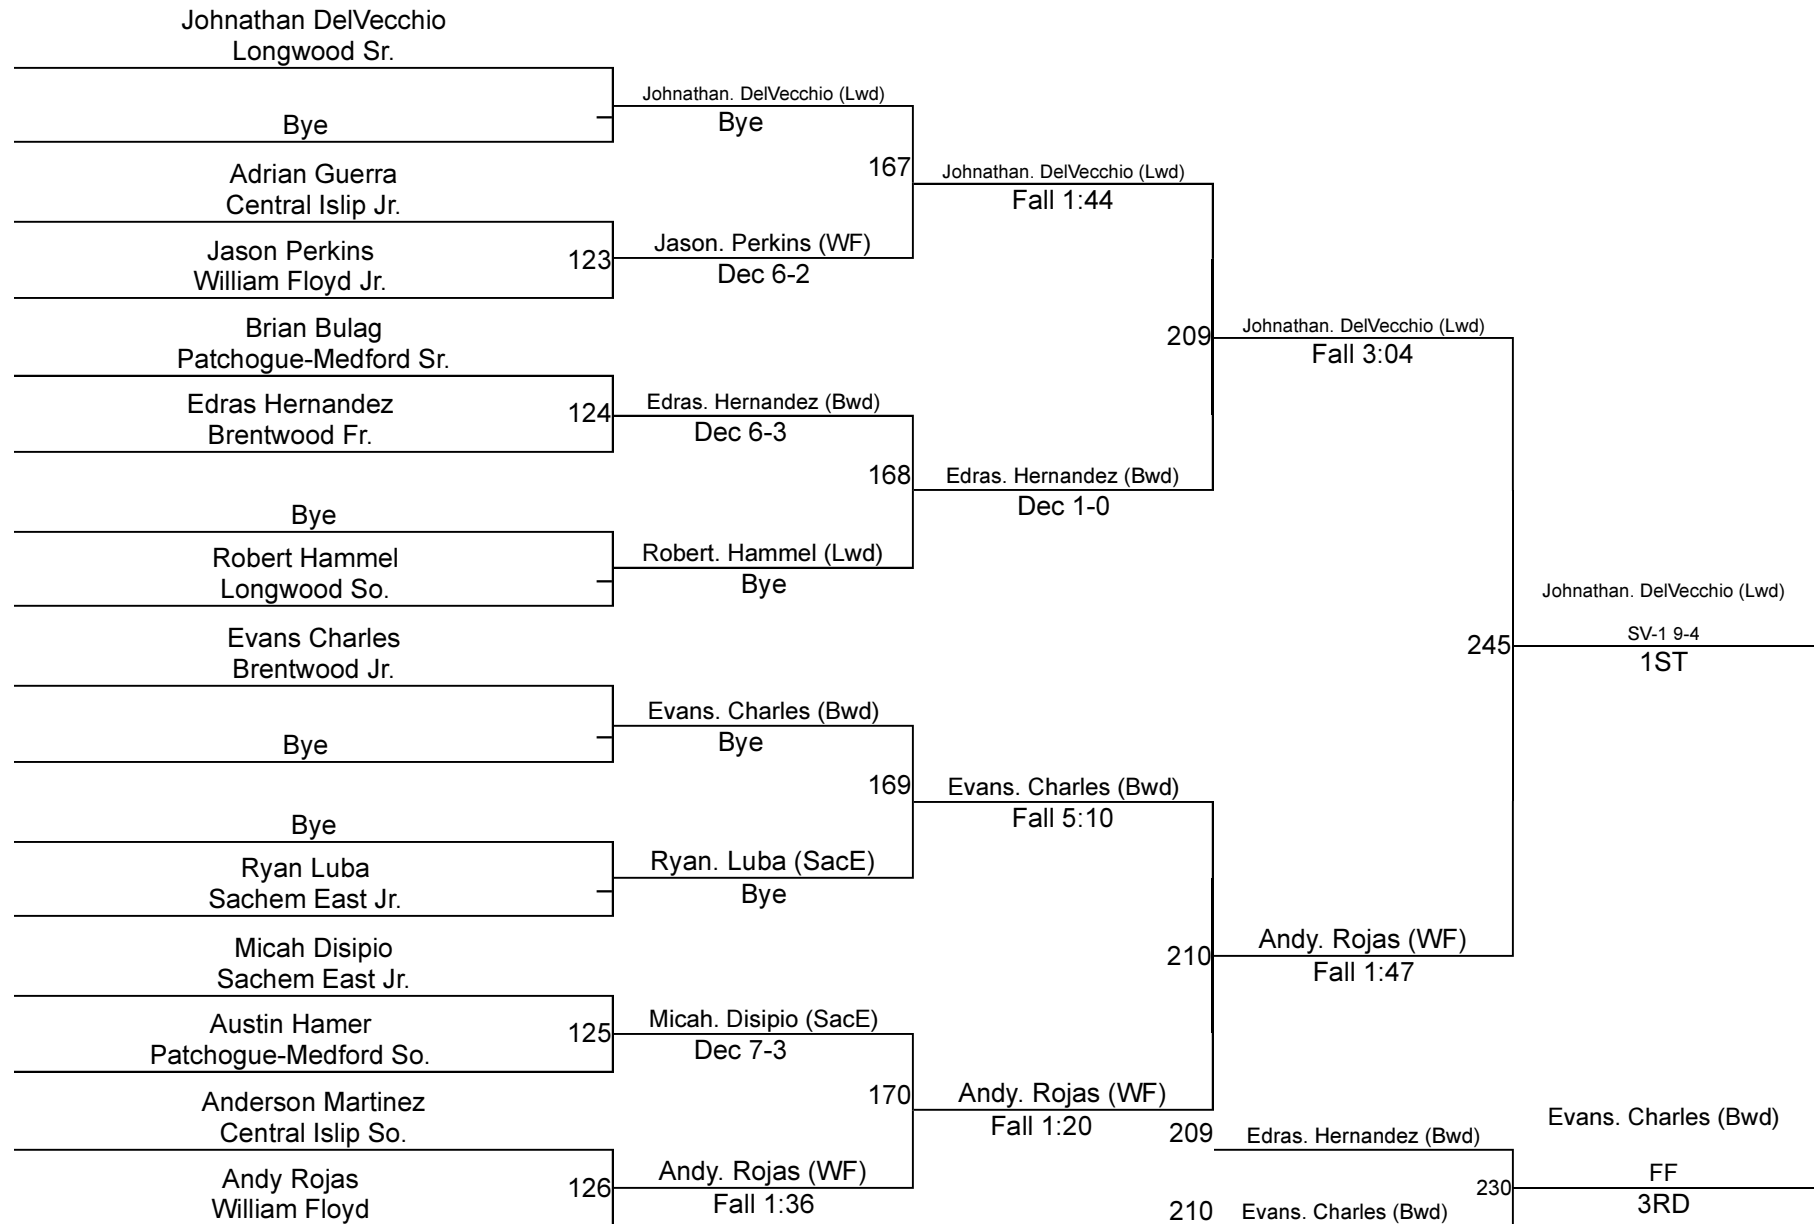 Johnathan DelVecchio
Longwood Sr.
Bye
Adrian Guerra
Central Islip Jr.
Jason Perkins
William Floyd Jr.
Brian Bulag
Patchogue-Medford Sr.
Edras Hernandez
Brentwood Fr.
Bye
Robert Hammel
Longwood So.
Evans Charles
Brentwood Jr.
Bye
Bye
Ryan Luba
Sachem East Jr.
Micah Disipio
Sachem East Jr.
Austin Hamer
Patchogue-Medford So.
Anderson Martinez
Central Islip So.
Andy Rojas
William Floyd
123
124
125
126
Johnathan. DelVecchio (Lwd)
Bye
Jason. Perkins (WF)
Dec 6-2
Edras. Hernandez (Bwd)
Dec 6-3
Robert. Hammel (Lwd)
Bye
Evans. Charles (Bwd)
Bye
Ryan. Luba (SacE)
Bye
Micah. Disipio (SacE)
Dec 7-3
Andy. Rojas (WF)
Fall 1:36
167
168
169
170
Johnathan. DelVecchio (Lwd)
Fall 1:44
Edras. Hernandez (Bwd)
Dec 1-0
Evans. Charles (Bwd)
Fall 5:10
Andy. Rojas (WF)
Fall 1:20
209
210
Johnathan. DelVecchio (Lwd)
Fall 3:04
Andy. Rojas (WF)
Fall 1:47
245
Johnathan. DelVecchio (Lwd)
SV-1 9-4
1ST
209
Edras. Hernandez (Bwd)
210
Evans. Charles (Bwd)
230
Evans. Charles (Bwd)
FF
3RD